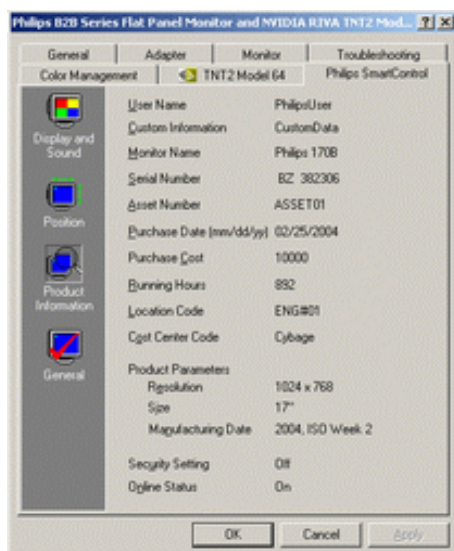 Philips B2B Series Flat Panel Monitor and NVIDIA RIVA TNT2 Mod...
General Adapter Monitor Troubleshooting
Color Management TNT2 Model 64 Philips SmartControl
Display and
Sound
Position
Product
Information
General
User Name PhilipsUser
Custom Information CustomData
Monitor Name Philips 170B
Serial Number BZ 382306
Asset Number ASSET01
Purchase Date (mm/dd/yy) 02/25/2004
Purchase Cost 10000
Running Hours 892
Location Code ENG#01
Cost Center Code Cybage
Product Parameters
Resolution 1024 x 768
Size 17"
Manufacturing Date 2004, ISO Week 2
Security Setting Off
Online Status On
OK Cancel Apply